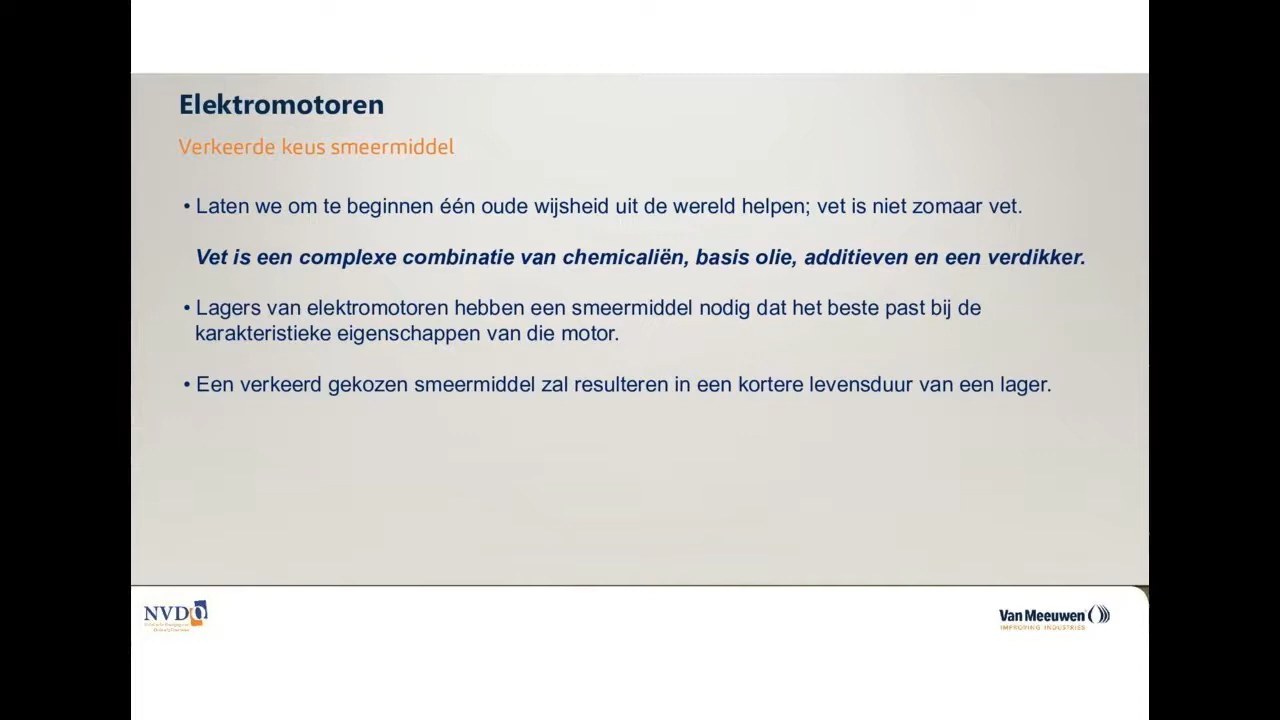 Elektromotoren
Verkeerde keus smeermiddel
• Laten we om te beginnen één oude wijsheid uit de wereld helpen; vet is niet zomaar vet.
Vet is een complexe combinatie van chemicaliën, basis olie, additieven en een verdikker.
• Lagers van elektromotoren hebben een smeermiddel nodig dat het beste past bij de
karakteristieke eigenschappen van die motor.
• Een verkeerd gekozen smeermiddel zal resulteren in een kortere levensduur van een lager.
NVDO
Van Meeuwen
IMPROVING INDUSTRIES